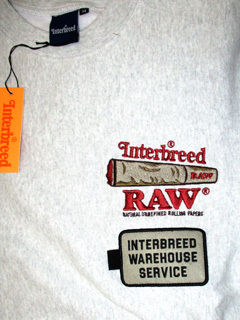 Interbreed
Interbreed
Interbreed
RAW
RAW
NATURAL UNREFINED ROLLING PAPERS
INTERBREED
WAREHOUSE
SERVICE